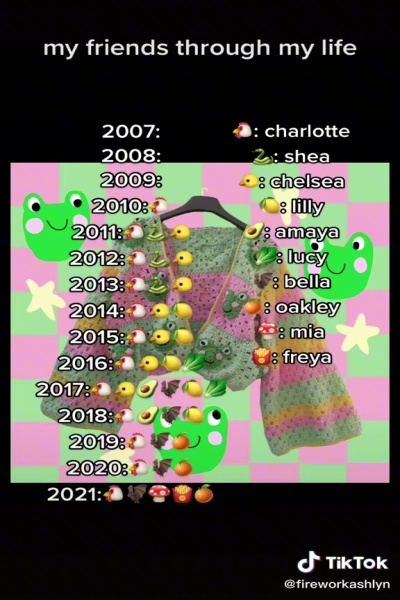 my friends through my life
2007:
2008:
2009:
2010:🐔
2011:🐔🐍🐤
2012:🐔🐍🐤
2013:🐔🐍🐤
2014:🐔🐤🍋
2015:🐔🐤🍋
2016:🐔🐤🍋🥬
2017:🐔🐤🥑🦇🍋🥬
2018:🐔🥑🦇🍋🥬
2019:🐔🦇🍊
2020:🐔🦇🍊
2021:🐔🦇🍄🍟🍊
🐔: charlotte
🐍: shea
🐤: chelsea
🍋: lilly
🥑: amaya
🥬: lucy
🦇: bella
🍊: oakley
🍄: mia
🍟: freya
TikTok
@fireworkashlyn